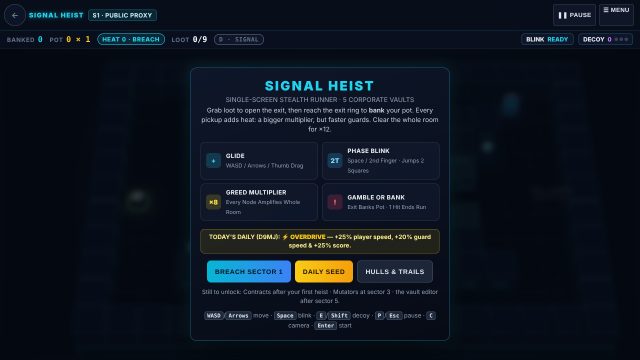 ← SIGNAL HEIST S1 · PUBLIC PROXY ❚❚ PAUSE ☰ MENU
BANKED 0 POT 0 × 1 HEAT 0 · BREACH LOOT 0/9 D · SIGNAL BLINK READY DECOY 0
SIGNAL HEIST
SINGLE-SCREEN STEALTH RUNNER · 5 CORPORATE VAULTS
Grab loot to open the exit, then reach the exit ring to bank your pot. Every
pickup adds heat: a bigger multiplier, but faster guards. Clear the whole room
for ×12.
+ GLIDE
WASD / Arrows / Thumb Drag
2T PHASE BLINK
Space / 2nd Finger · Jumps 2
Squares
×8 GREED MULTIPLIER
Every Node Amplifies Whole
Room
! GAMBLE OR BANK
Exit Banks Pot · 1 Hit Ends Run
TODAY'S DAILY (D9MJ): ⚡ OVERDRIVE — +25% player speed, +20% guard
speed & +25% score.
BREACH SECTOR 1 DAILY SEED HULLS & TRAILS
Still to unlock: Contracts after your first heist · Mutators at sector 3 · the vault editor
after sector 5.
WASD/Arrows move · Space blink · E/Shift decoy · P/Esc pause · C
camera · Enter start